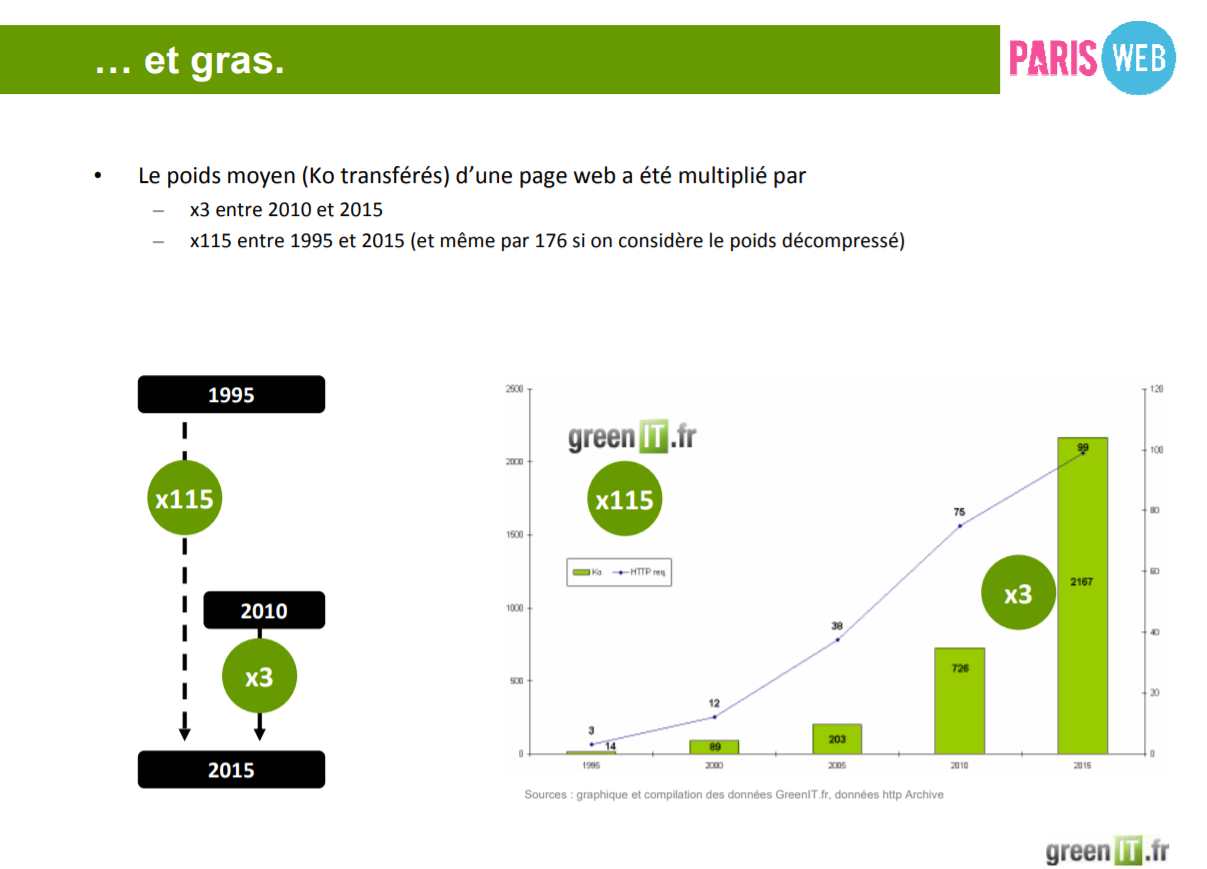 … et gras.
PARIS WEB
• Le poids moyen (Ko transférés) d’une page web a été multiplié par
– x3 entre 2010 et 2015
– x115 entre 1995 et 2015 (et même par 176 si on considère le poids décompressé)
1995
x115
2010
x3
2015
greenIT.fr
x115
Ko
HTTP req.
x3
2500
2000
1500
1000
500
0
120
100
80
60
40
20
0
3
12
38
75
99
14
89
203
726
2167
1995
2000
2005
2010
2015
Sources : graphique et compilation des données GreenIT.fr, données http Archive
greenIT.fr